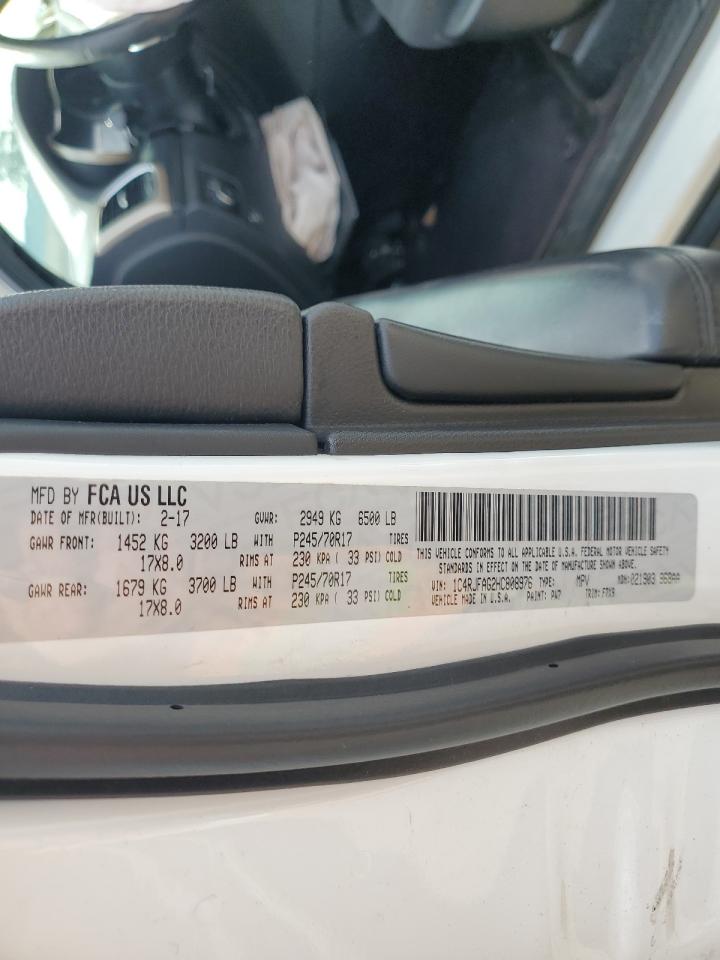 MFD BY FCA US LLC
DATE OF MFR(BUILT): 2-17 GVWR: 2949 KG 6500 LB
GAWR FRONT: 1452 KG 3200 LB WITH P245/70R17 TIRES
17X8.0 RIMS AT 230 KPA ( 33 PSI) COLD
GAWR REAR: 1679 KG 3700 LB WITH P245/70R17 TIRES
17X8.0 RIMS AT 230 KPA ( 33 PSI) COLD
THIS VEHICLE CONFORMS TO ALL APPLICABLE U.S.A. FEDERAL MOTOR VEHICLE SAFETY
STANDARDS IN EFFECT ON THE DATE OF MANUFACTURE SHOWN ABOVE.
VIN: 1C4RJFAG2HC808976 TYPE: MPV MDH:
VEHICLE MADE IN U.S.A. PAINT: PW7 TRIM: